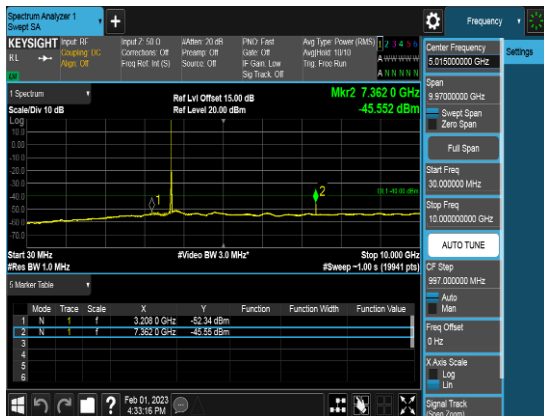 Spectrum Analyzer 1
Swept SA
+
Frequency
KEYSIGHT
RL
Input: RF
Coupling: DC
Align: Off
Input Z: 50 Ω
Corrections: Off
Freq Ref: Int (S)
#Atten: 20 dB
Preamp: Off
Source: Off
PNO: Fast
Gate: Off
IF Gain: Low
Sig Track: Off
Avg Type: Power (RMS)
Avg|Hold: 10/10
Trig: Free Run
1 2 3 4 5 6
A W W W W W
A N N N N N
1 Spectrum
Scale/Div 10 dB
Log
Ref Lvl Offset 15.00 dB
Ref Level 20.00 dBm
Mkr2 7.362 0 GHz
-45.552 dBm
10.0
0.00
-10.0
-20.0
-30.0
-40.0
-50.0
-60.0
-70.0
1
2
DL1 -40.00 dBm
Start 30 MHz
#Res BW 1.0 MHz
#Video BW 3.0 MHz*
Stop 10.000 GHz
#Sweep ~1.00 s (19941 pts)
5 Marker Table
Mode Trace Scale X Y Function Function Width Function Value
1 N 1 f 3.208 0 GHz -52.34 dBm
2 N 1 f 7.362 0 GHz -45.55 dBm
3
4
5
6
?
Feb 01, 2023
4:33:16 PM
Center Frequency
5.015000000 GHz
Settings
Span
9.97000000 GHz
Swept Span
Zero Span
Full Span
Start Freq
30.000000 MHz
Stop Freq
10.000000000 GHz
AUTO TUNE
CF Step
997.000000 MHz
Auto
Man
Freq Offset
0 Hz
X Axis Scale
Log
Lin
Signal Track
(Span Zoom)